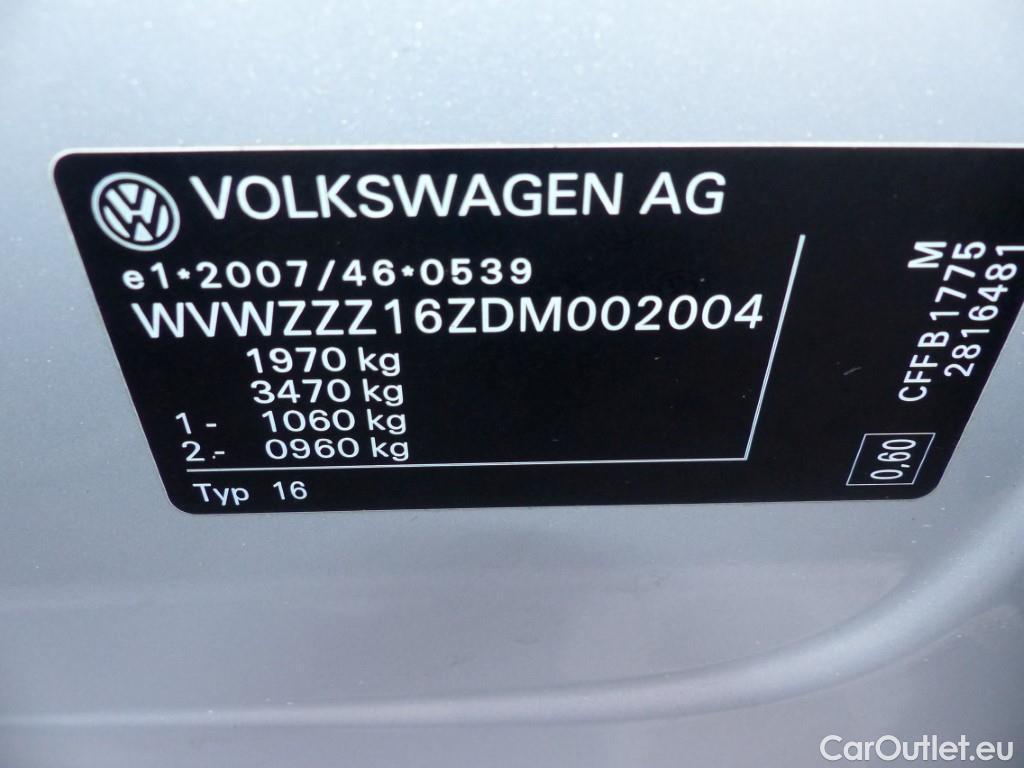 VOLKSWAGEN AG
e1*2007/46*0539
WVWZZZ16ZDM002004
1970 kg
3470 kg
1 - 1060 kg
2.- 0960 kg
Typ 16
M
CFF B 1775
2816481
0,60
CarOutlet.eu